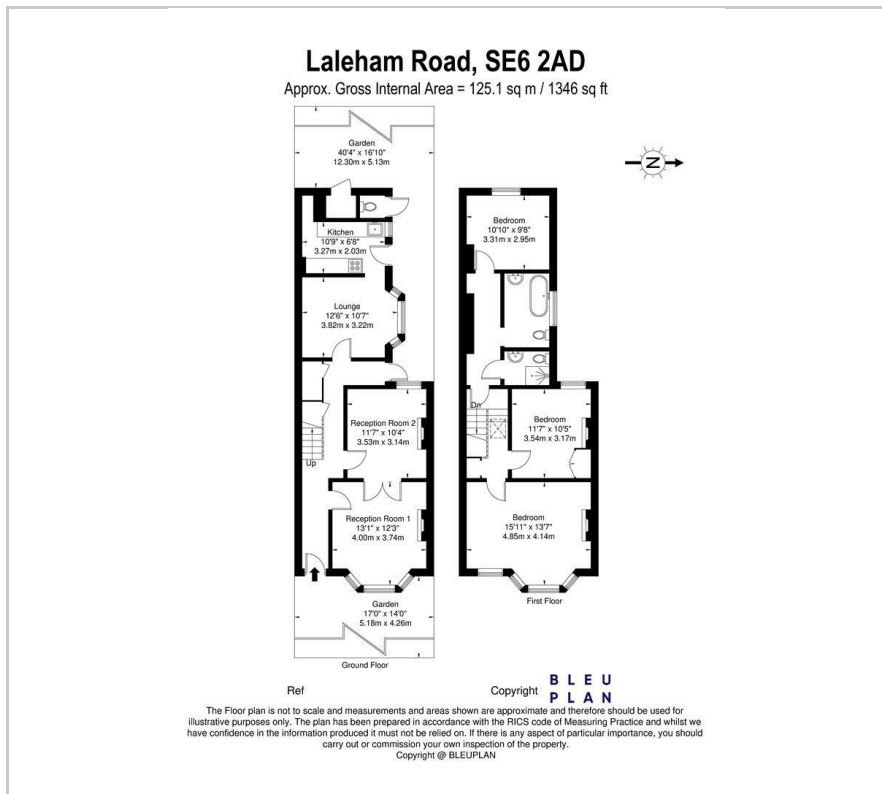 Laleham Road, SE6 2AD
Approx. Gross Internal Area = 125.1 sq m / 1346 sq ft
Garden
40'4" x 16'10"
12.30m x 5.13m
N
Kitchen
10'9" x 6'8"
3.27m x 2.03m
Lounge
12'6" x 10'7"
3.82m x 3.22m
Reception Room 2
11'7" x 10'4"
3.53m x 3.14m
Up
Reception Room 1
13'1" x 12'3"
4.00m x 3.74m
Garden
17'0" x 14'0"
5.18m x 4.26m
Ground Floor
Bedroom
10'10" x 9'8"
3.31m x 2.95m
Dn
Bedroom
11'7" x 10'5"
3.54m x 3.17m
Bedroom
15'11" x 13'7"
4.85m x 4.14m
First Floor
Ref
Copyright
BLEU
PLAN
The Floor plan is not to scale and measurements and areas shown are approximate and therefore should be used for
illustrative purposes only. The plan has been prepared in accordance with the RICS code of Measuring Practice and whilst we
have confidence in the information produced it must not be relied on. If there is any aspect of particular importance, you should
carry out or commission your own inspection of the property.
Copyright @ BLEUPLAN